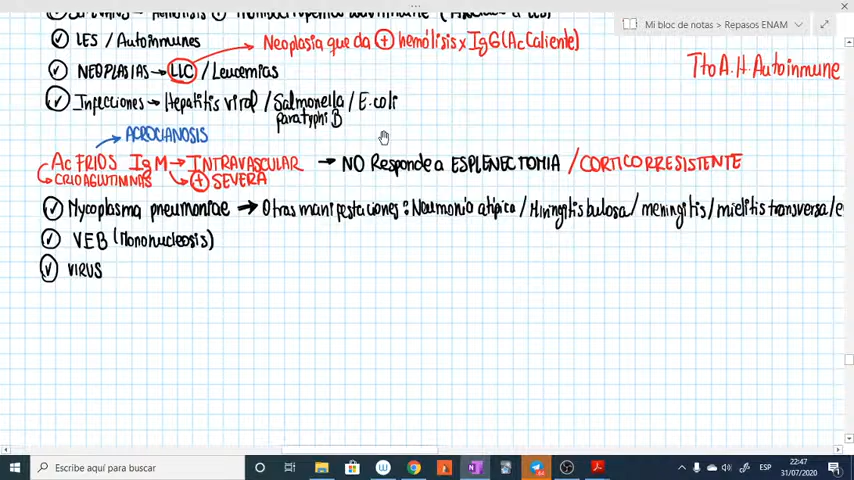 Mi bloc de notas > Repasos ENAM
LES / Autoinmunes
Neoplasia que da + hemólisis x IgG (Ac Caliente)
Tto A.H. Autoinmune
NEOPLASIAS → LLC / Leucemias
Infecciones → Hepatitis viral / Salmonella / E.coli
paratyphi B
ACROCIANOSIS
Ac FRIOS IgM → INTRAVASCULAR → NO Responde a ESPLENECTOMIA / CORTICORRESISTENTE
CRIOAGLUTININAS + SEVERA
Mycoplasma pneumoniae → Otras manifestaciones: Neumonía atípica / Miringitis bulosa / meningitis / mielitis transversa /
VEB (Mononucleosis)
VIRUS
Escribe aquí para buscar
ESP
22:47
31/07/2020